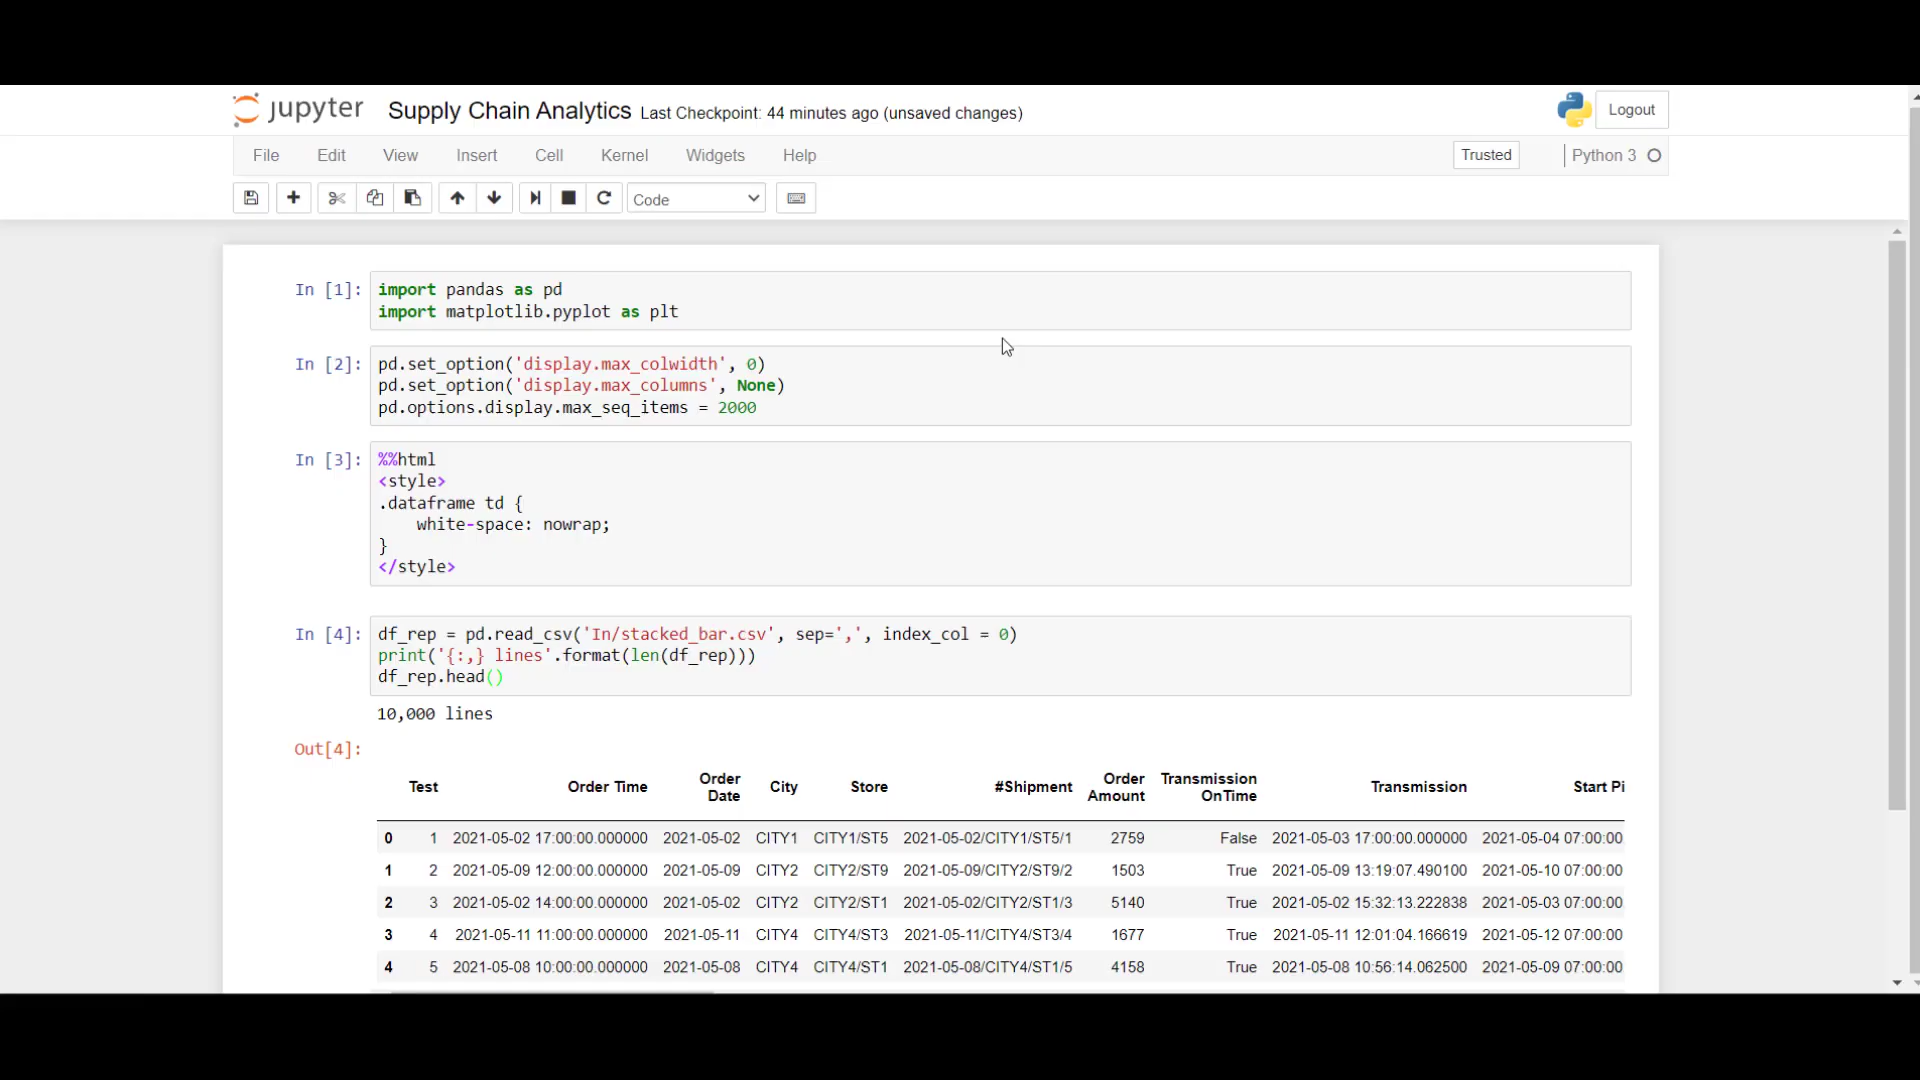 jupyter Supply Chain Analytics Last Checkpoint: 44 minutes ago (unsaved changes) Logout
File Edit View Insert Cell Kernel Widgets Help Trusted Python 3
Code
In [1]: import pandas as pd
import matplotlib.pyplot as plt
In [2]: pd.set_option('display.max_colwidth', 0)
pd.set_option('display.max_columns', None)
pd.options.display.max_seq_items = 2000
In [3]: %%html
<style>
.dataframe td {
    white-space: nowrap;
}
</style>
In [4]: df_rep = pd.read_csv('In/stacked_bar.csv', sep=',', index_col = 0)
print('{:,} lines'.format(len(df_rep)))
df_rep.head()
10,000 lines
Out[4]:
Test Order Time Order Date City Store #Shipment Order Amount Transmission OnTime Transmission Start Pi
0 1 2021-05-02 17:00:00.000000 2021-05-02 CITY1 CITY1/ST5 2021-05-02/CITY1/ST5/1 2759 False 2021-05-03 17:00:00.000000 2021-05-04 07:00:00
1 2 2021-05-09 12:00:00.000000 2021-05-09 CITY2 CITY2/ST9 2021-05-09/CITY2/ST9/2 1503 True 2021-05-09 13:19:07.490100 2021-05-10 07:00:00
2 3 2021-05-02 14:00:00.000000 2021-05-02 CITY2 CITY2/ST1 2021-05-02/CITY2/ST1/3 5140 True 2021-05-02 15:32:13.222838 2021-05-03 07:00:00
3 4 2021-05-11 11:00:00.000000 2021-05-11 CITY4 CITY4/ST3 2021-05-11/CITY4/ST3/4 1677 True 2021-05-11 12:01:04.166619 2021-05-12 07:00:00
4 5 2021-05-08 10:00:00.000000 2021-05-08 CITY4 CITY4/ST1 2021-05-08/CITY4/ST1/5 4158 True 2021-05-08 10:56:14.062500 2021-05-09 07:00:00